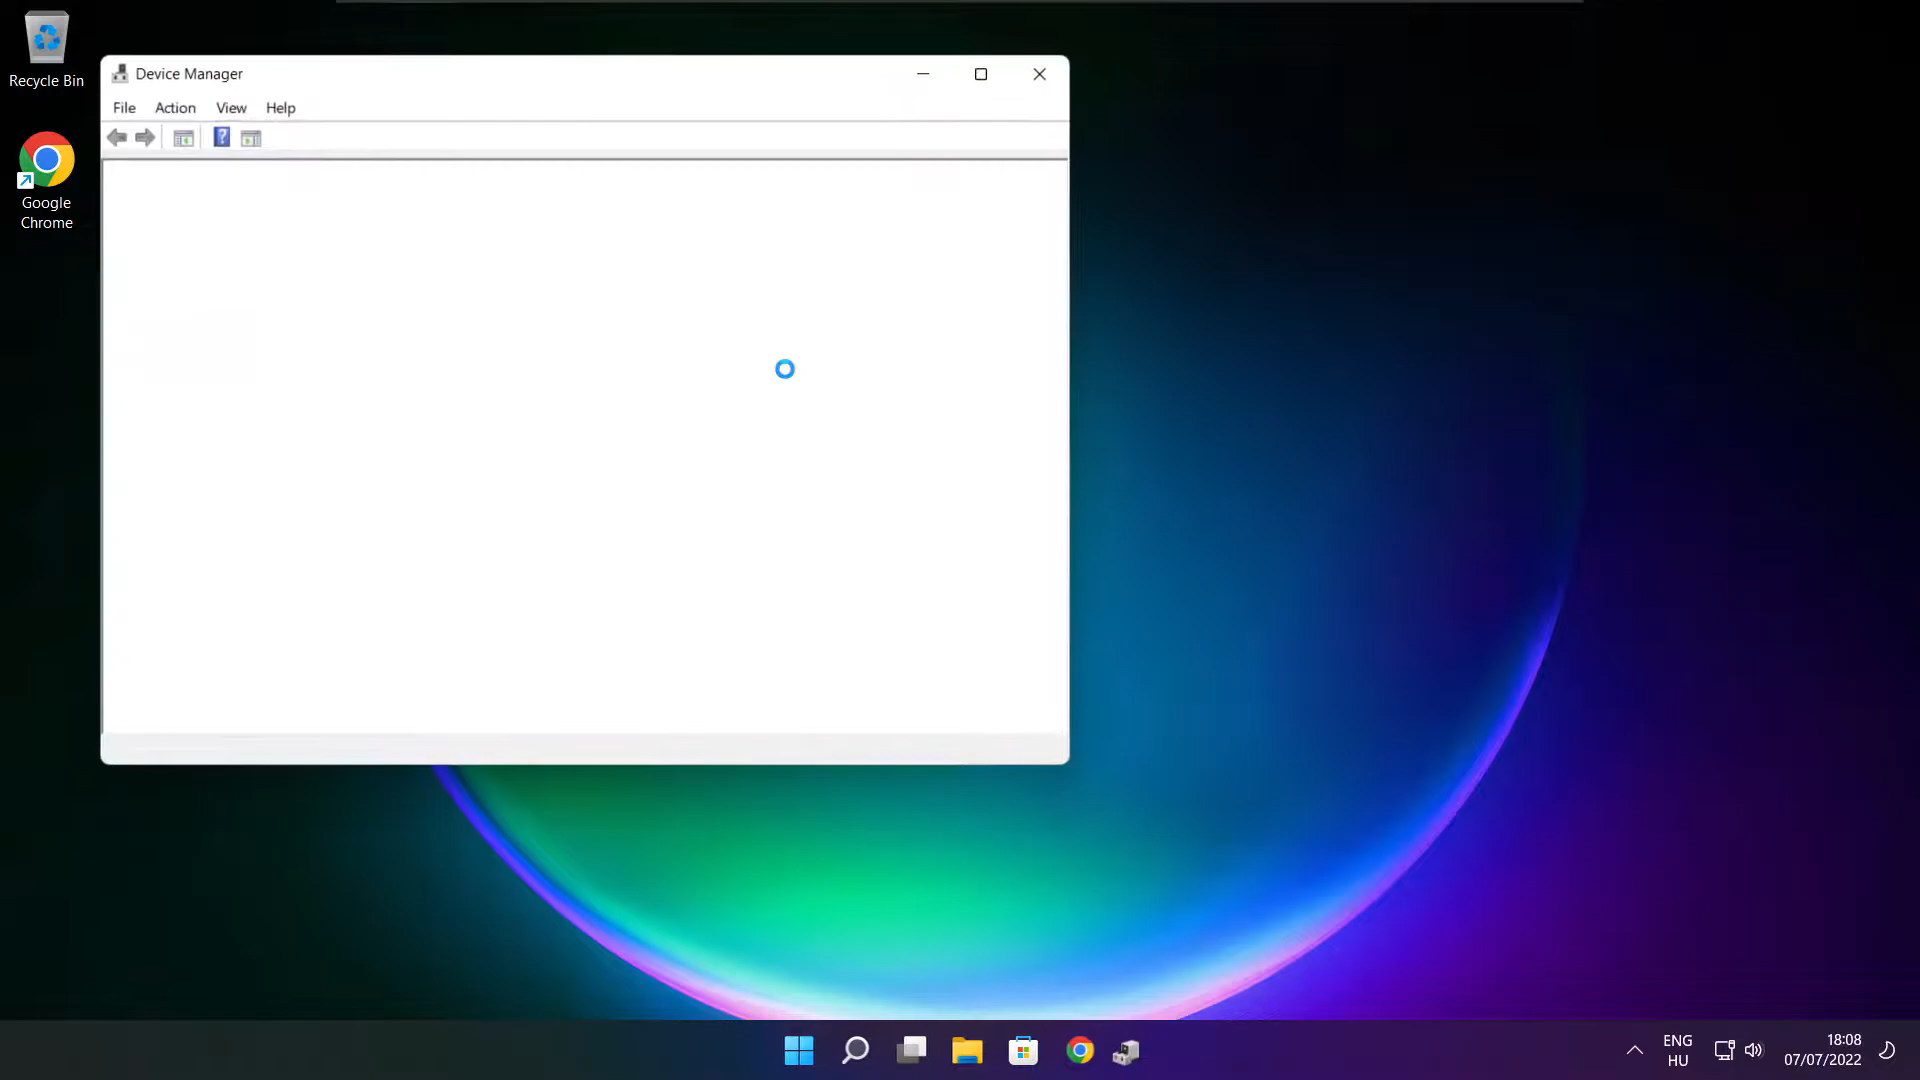 Recycle Bin
Google
Chrome
Device Manager
File Action View Help
?
ENG
HU
18:08
07/07/2022